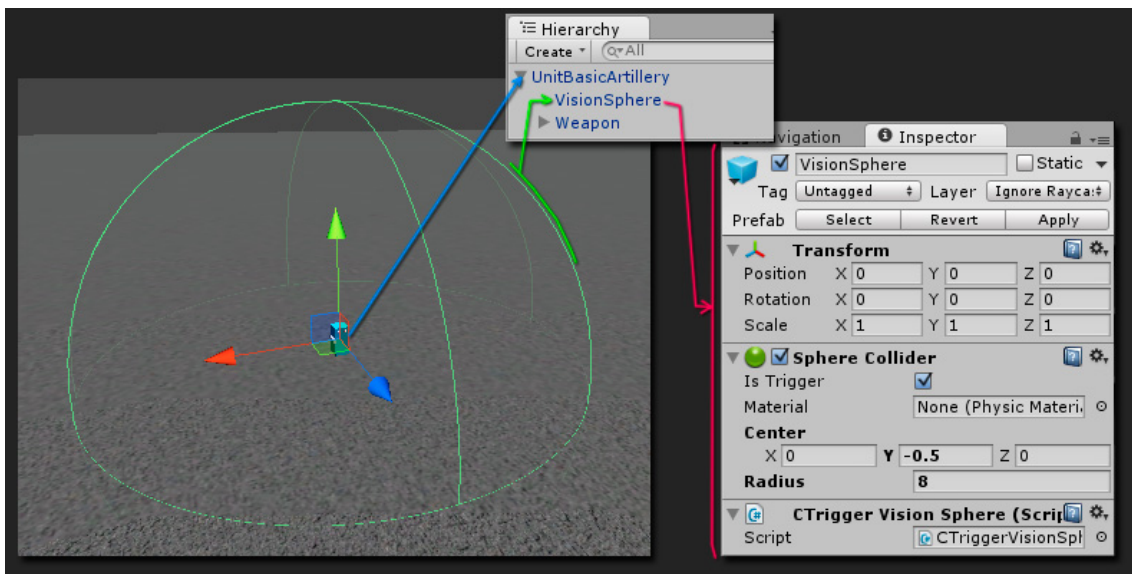 Hierarchy
Create All
UnitBasicArtillery
VisionSphere
Weapon
vigation Inspector
VisionSphere Static
Tag Untagged Layer Ignore Rayca
Prefab Select Revert Apply
Transform
Position X 0 Y 0 Z 0
Rotation X 0 Y 0 Z 0
Scale X 1 Y 1 Z 1
Sphere Collider
Is Trigger
Material None (Physic Materi
Center
X 0 Y -0.5 Z 0
Radius 8
C# CTrigger Vision Sphere (Scrip
Script CTriggerVisionSph